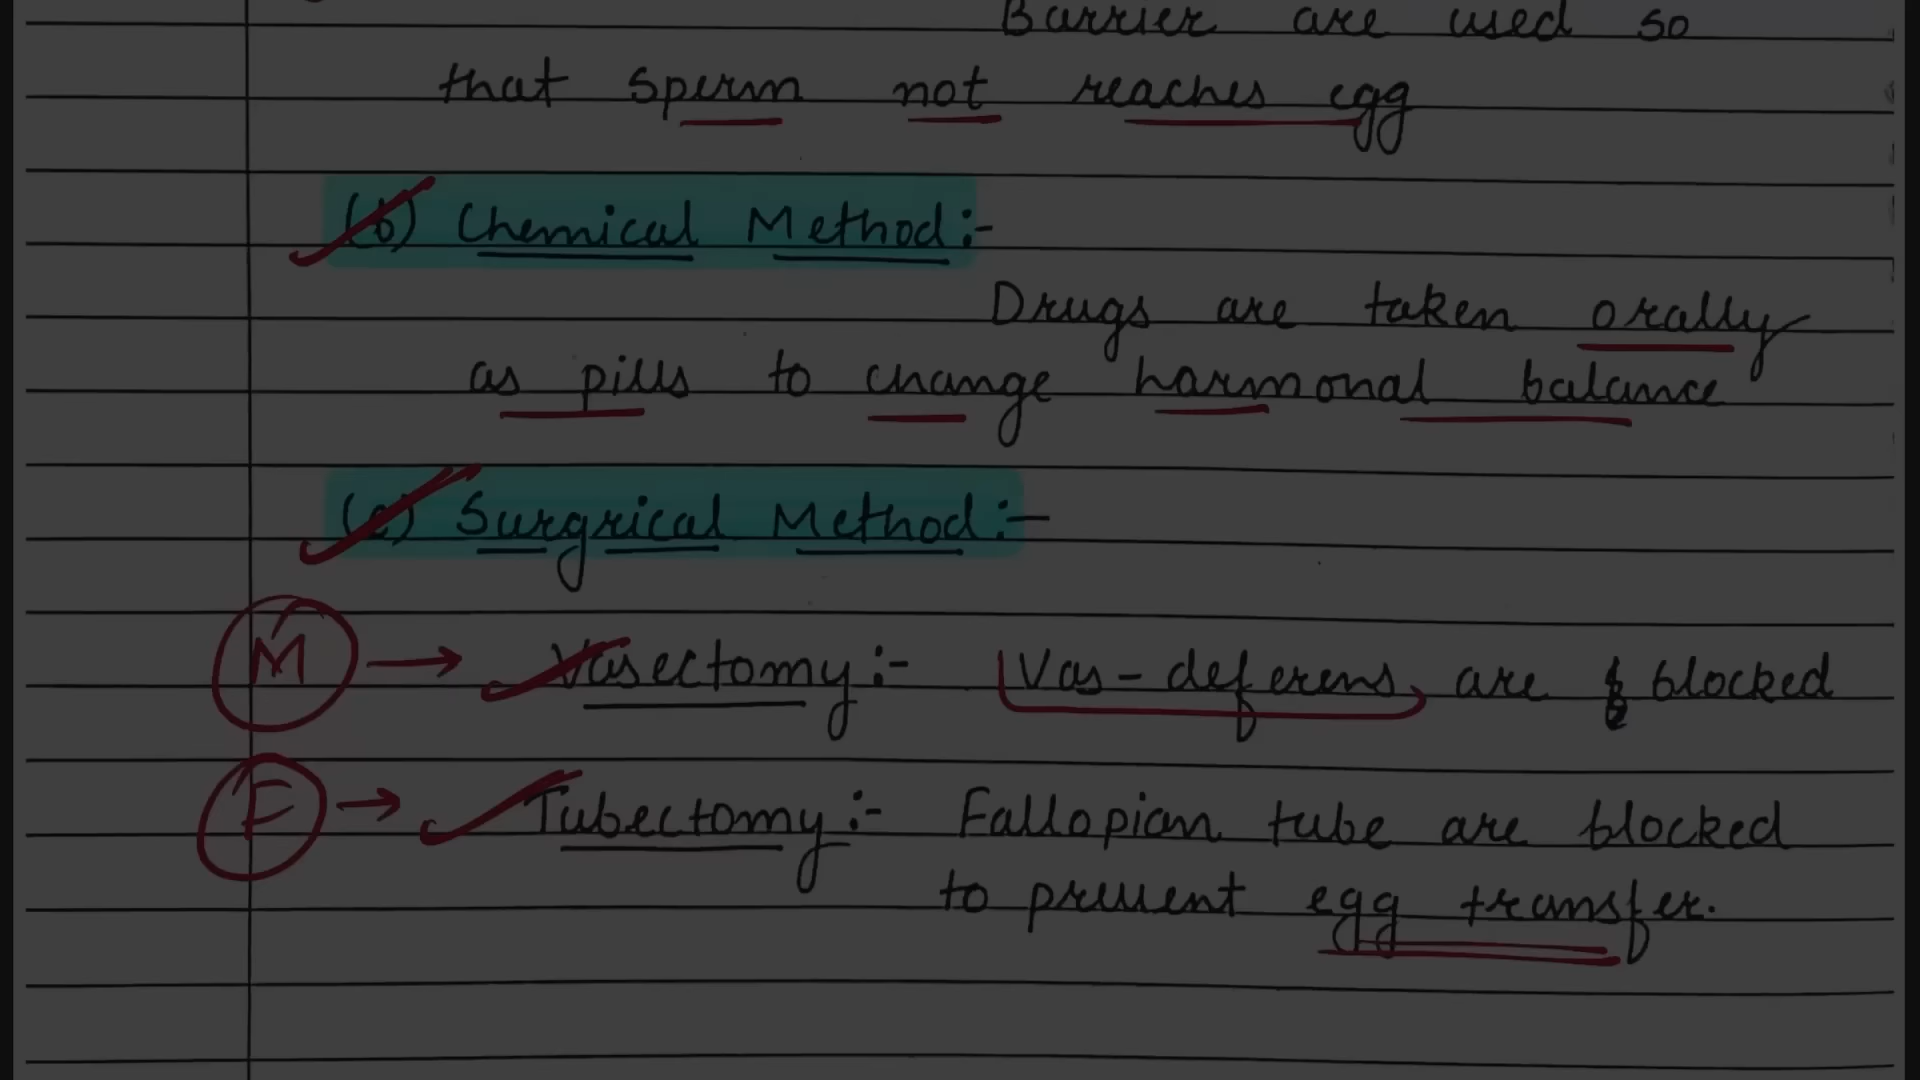 Barrier are used so
that sperm not reaches egg
(b) Chemical Method:-
Drugs are taken orally
as pills to change harmonal balance
(c) Surgrical Method:-
M → Vasectomy:- Vas-deferens are blocked
F → Tubectomy:- Fallopian tube are blocked
to prevent egg transfer.